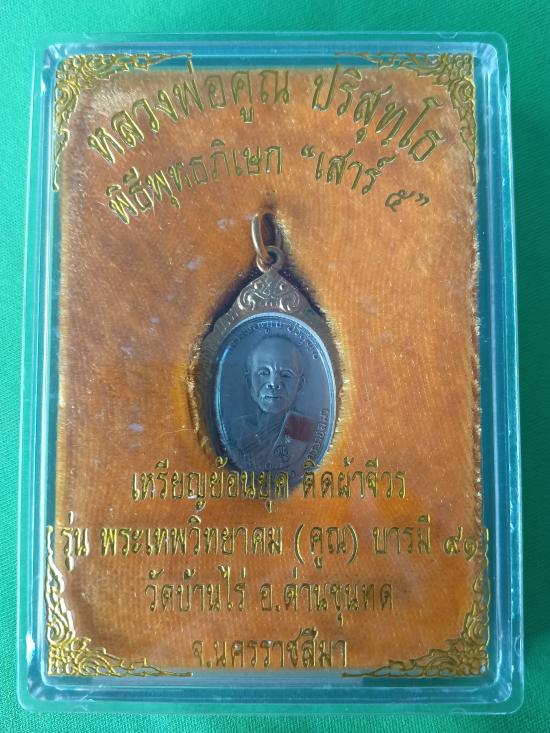 หลวงพ่อคูณ ปริสุทฺโธ
พิธีพุทธาภิเษก "เสาร์ ๕"
เหรียญย้อนยุค ติดผ้าจีวร
รุ่น พระเทพวิทยาคม (คูณ) บารมี ๙๑
วัดบ้านไร่ อ.ด่านขุนทด
จ.นครราชสีมา